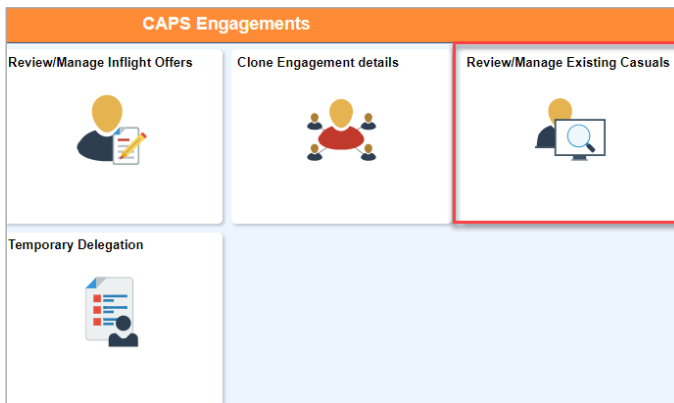 CAPS Engagements
Review/Manage Inflight Offers
Clone Engagement details
Review/Manage Existing Casuals
Temporary Delegation